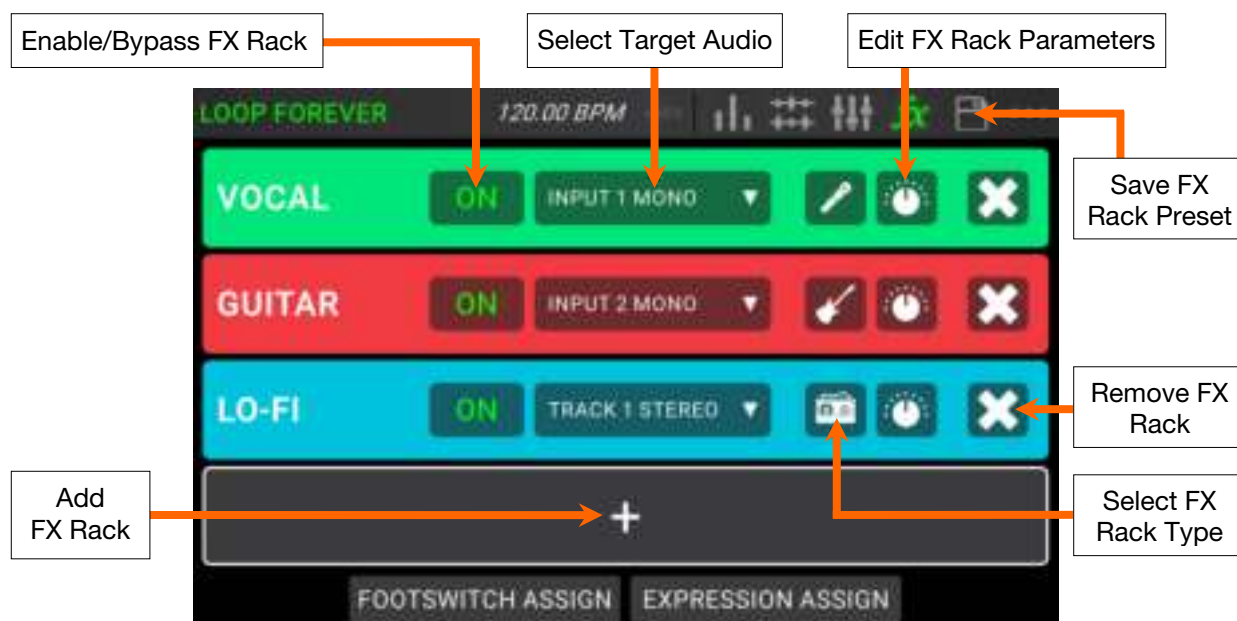 Enable/Bypass FX Rack
Select Target Audio
Edit FX Rack Parameters
LOOP FOREVER
120.00 BPM
fx
Save FX
Rack Preset
VOCAL
ON
INPUT 1 MONO
GUITAR
ON
INPUT 2 MONO
LO-FI
ON
TRACK 1 STEREO
Remove FX
Rack
Add
FX Rack
+
Select FX
Rack Type
FOOTSWITCH ASSIGN
EXPRESSION ASSIGN